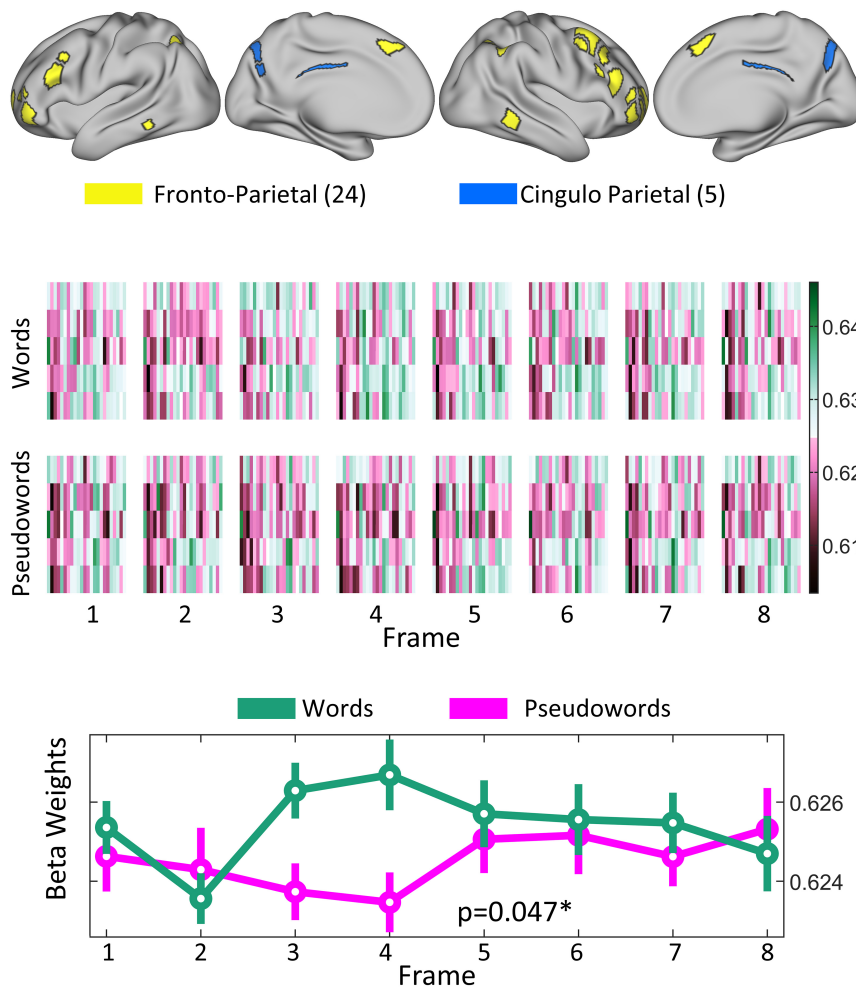 Fronto-Parietal (24)
Cingulo Parietal (5)
Words
0.64
0.63
0.62
0.61
Pseudowords
1 2 3 4 5 6 7 8
Frame
Words
Pseudowords
Beta Weights
0.626
0.624
p=0.047*
1 2 3 4 5 6 7 8
Frame